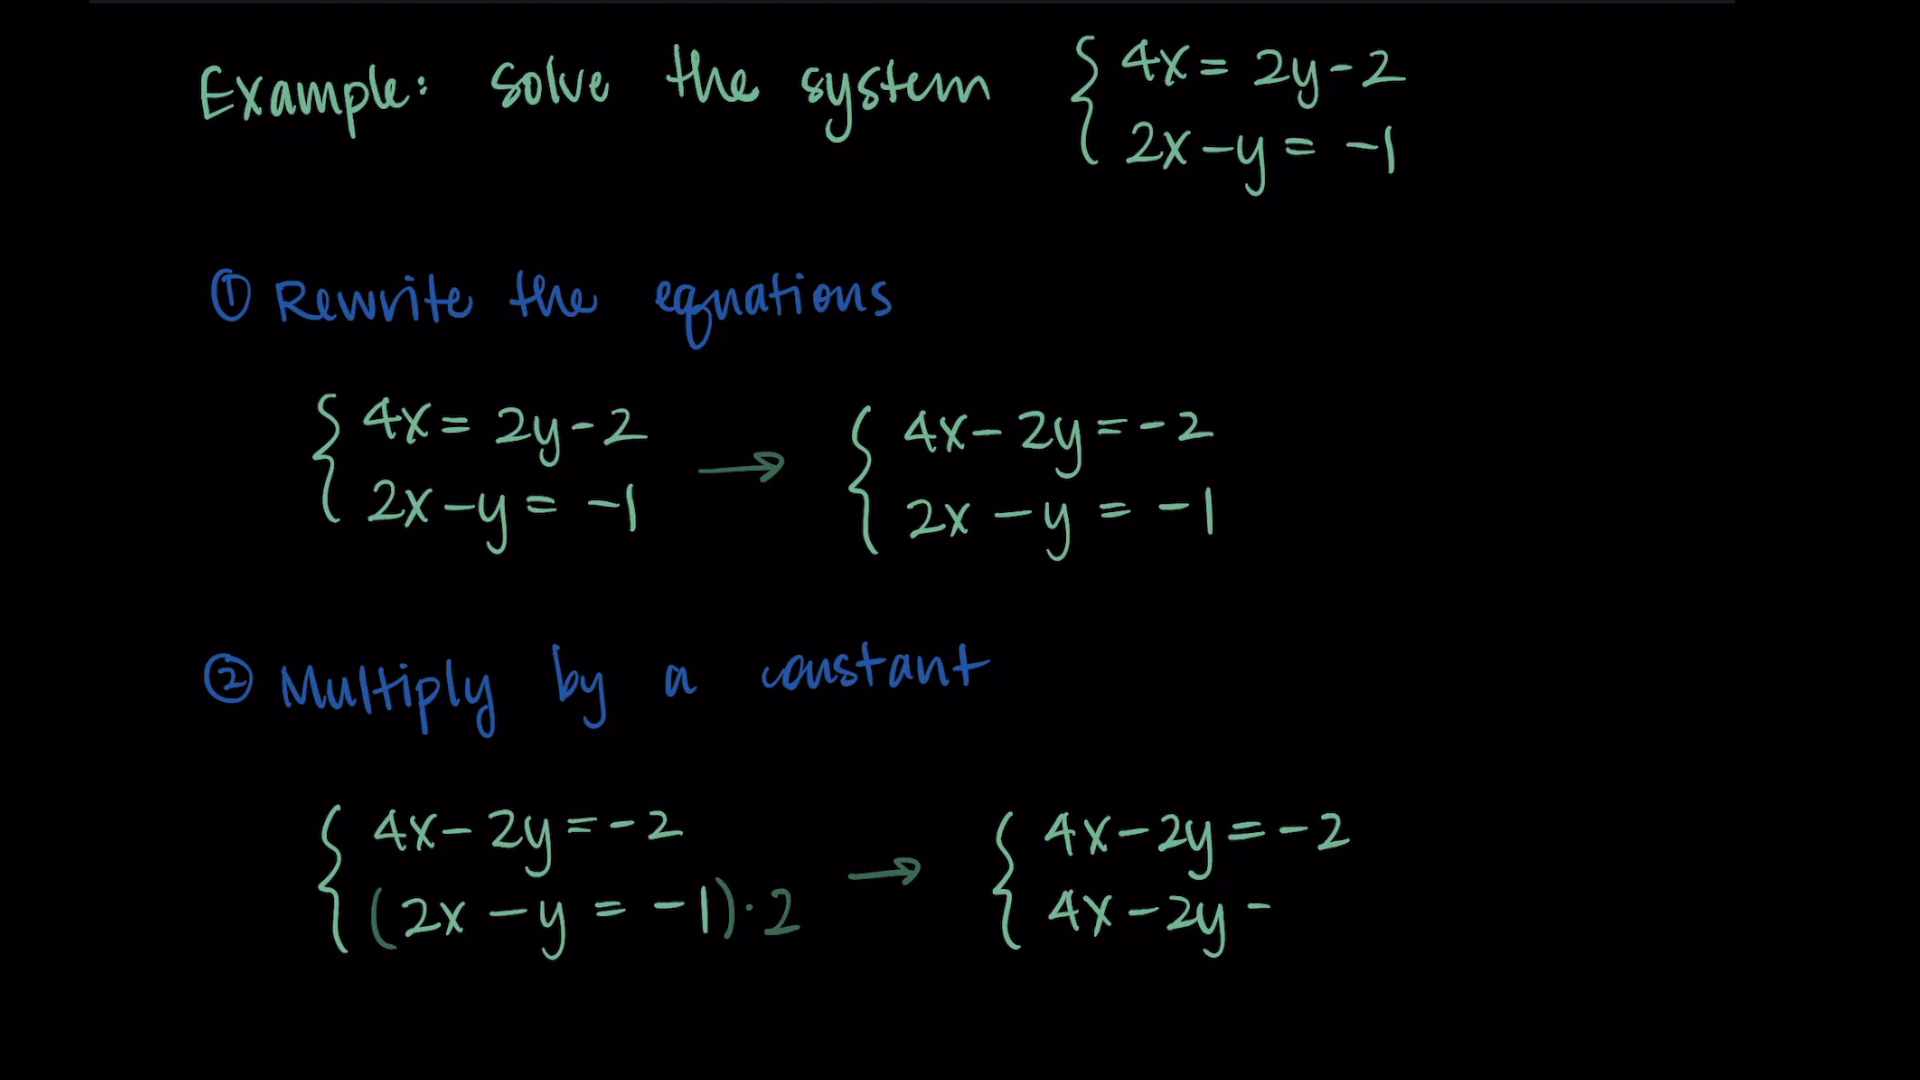 Example: solve the system { 4x = 2y - 2
2x - y = -1
① Rewrite the equations
{ 4x = 2y - 2 → { 4x - 2y = -2
2x - y = -1 2x - y = -1
② Multiply by a constant
{ 4x - 2y = -2 → { 4x - 2y = -2
(2x - y = -1) · 2 4x - 2y -